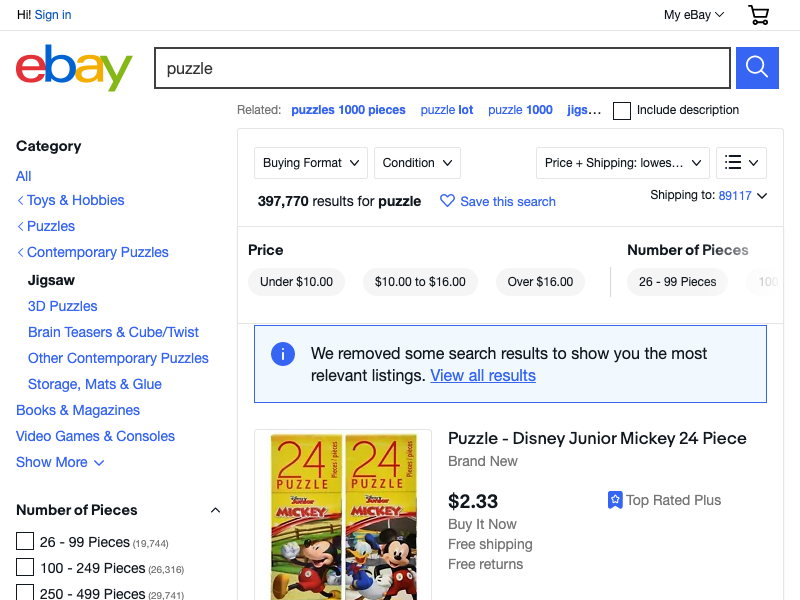 Hi! Sign in
My eBay
ebay
puzzle
Related: puzzles 1000 pieces puzzle lot puzzle 1000 jigs... Include description
Category
All
Toys & Hobbies
Puzzles
Contemporary Puzzles
Jigsaw
3D Puzzles
Brain Teasers & Cube/Twist
Other Contemporary Puzzles
Storage, Mats & Glue
Books & Magazines
Video Games & Consoles
Show More
Number of Pieces
26 - 99 Pieces (19,744)
100 - 249 Pieces (26,316)
250 - 499 Pieces (29,741)
Buying Format
Condition
Price + Shipping: lowes...
397,770 results for puzzle
Save this search
Shipping to: 89117
Price
Under $10.00
$10.00 to $16.00
Over $16.00
Number of Pieces
26 - 99 Pieces
100
We removed some search results to show you the most
relevant listings. View all results
24
Pieces / pièces
PUZZLE
Disney Junior
MICKEY
24
Pieces / pièces
PUZZLE
Disney Junior
MICKEY
Puzzle - Disney Junior Mickey 24 Piece
Brand New
$2.33
Buy It Now
Free shipping
Free returns
Top Rated Plus